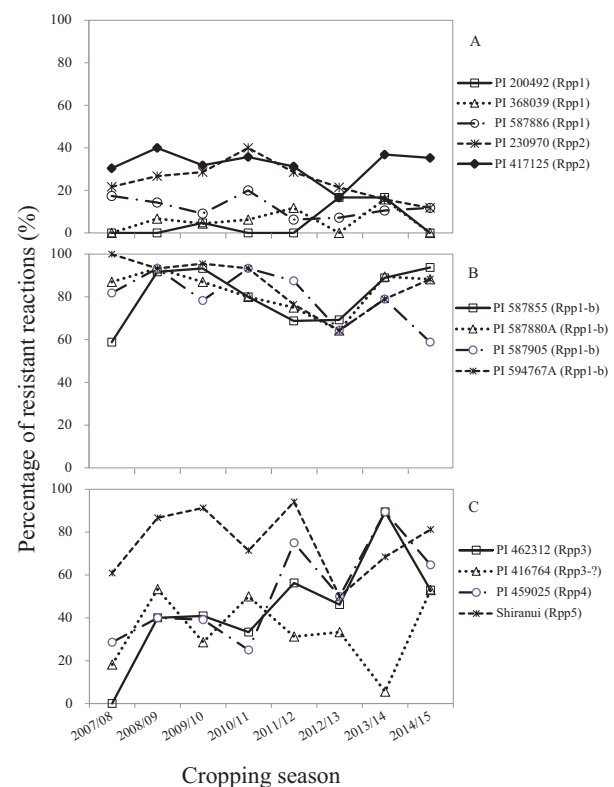 100
80
60
40
20
0
A
PI 200492 (Rpp1)
PI 368039 (Rpp1)
PI 587886 (Rpp1)
PI 230970 (Rpp2)
PI 417125 (Rpp2)
Percentage of resistant reactions (%)
100
80
60
40
20
0
B
PI 587855 (Rpp1-b)
PI 587880A (Rpp1-b)
PI 587905 (Rpp1-b)
PI 594767A (Rpp1-b)
100
80
60
40
20
0
C
PI 462312 (Rpp3)
PI 416764 (Rpp3-?)
PI 459025 (Rpp4)
Shiranui (Rpp5)
2007/08
2008/09
2009/10
2010/11
2011/12
2012/13
2013/14
2014/15
Cropping season